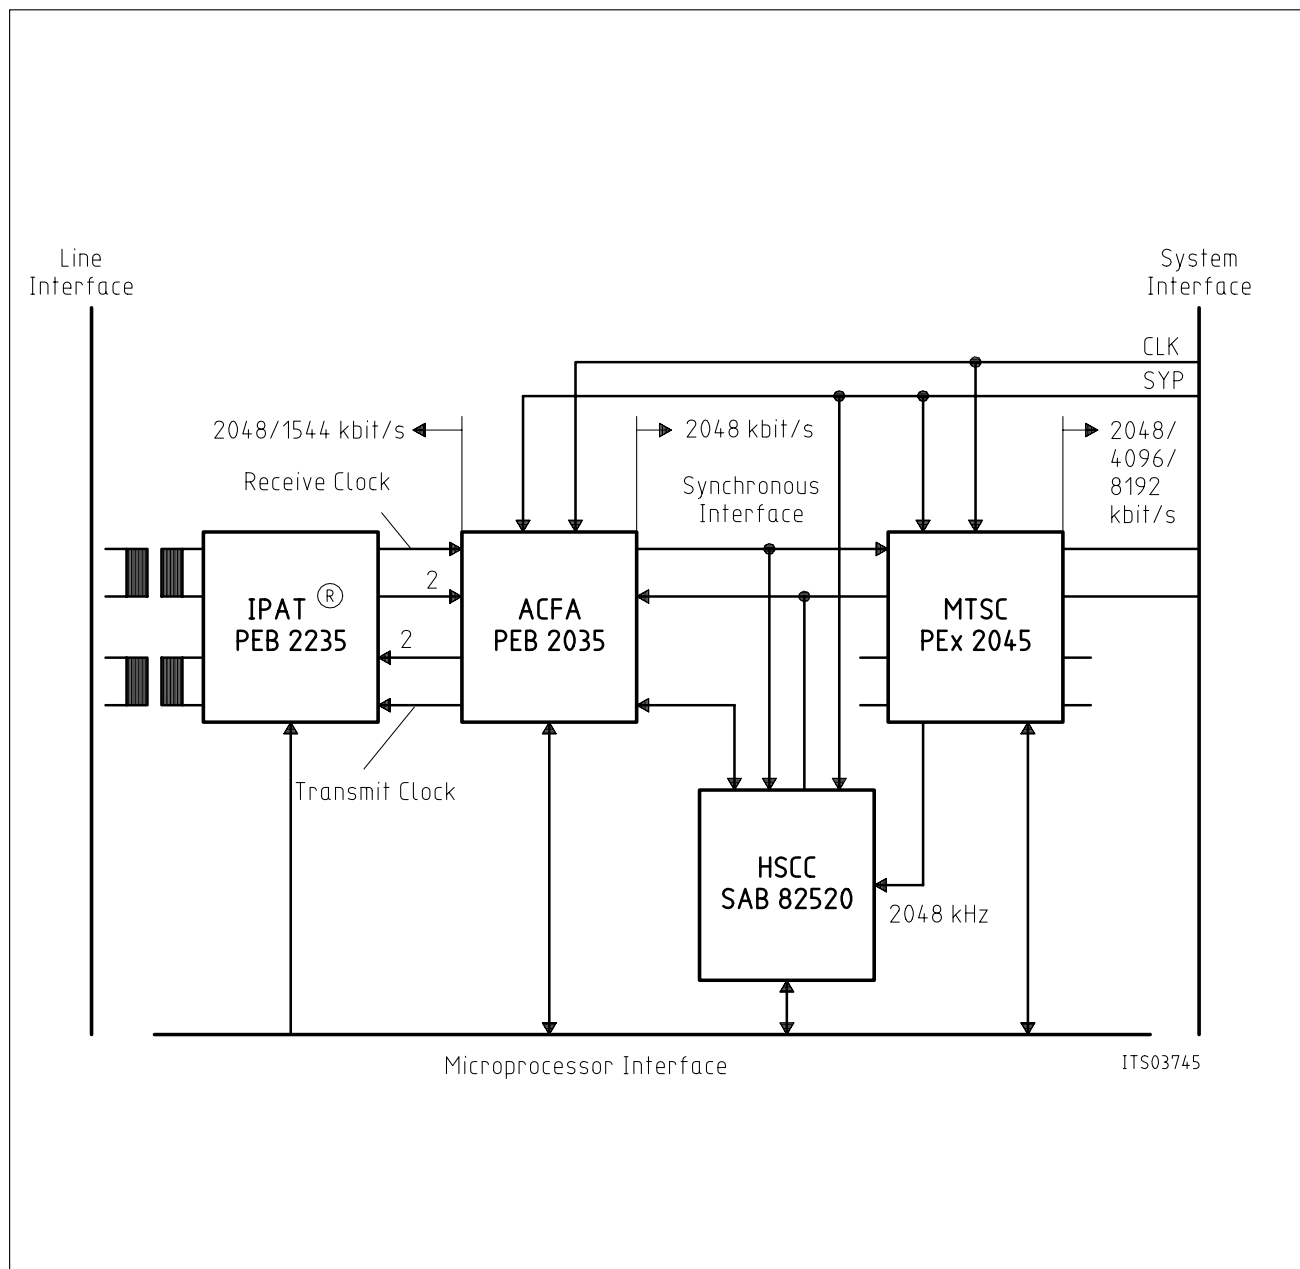 Line
Interface
System
Interface
CLK
SYP
2048/1544 kbit/s
2048 kbit/s
2048/
4096/
8192
kbit/s
Receive Clock
Synchronous
Interface
2
IPAT ®
PEB 2235
2
ACFA
PEB 2035
MTSC
PEx 2045
Transmit Clock
HSCC
SAB 82520
2048 kHz
Microprocessor Interface
ITS03745